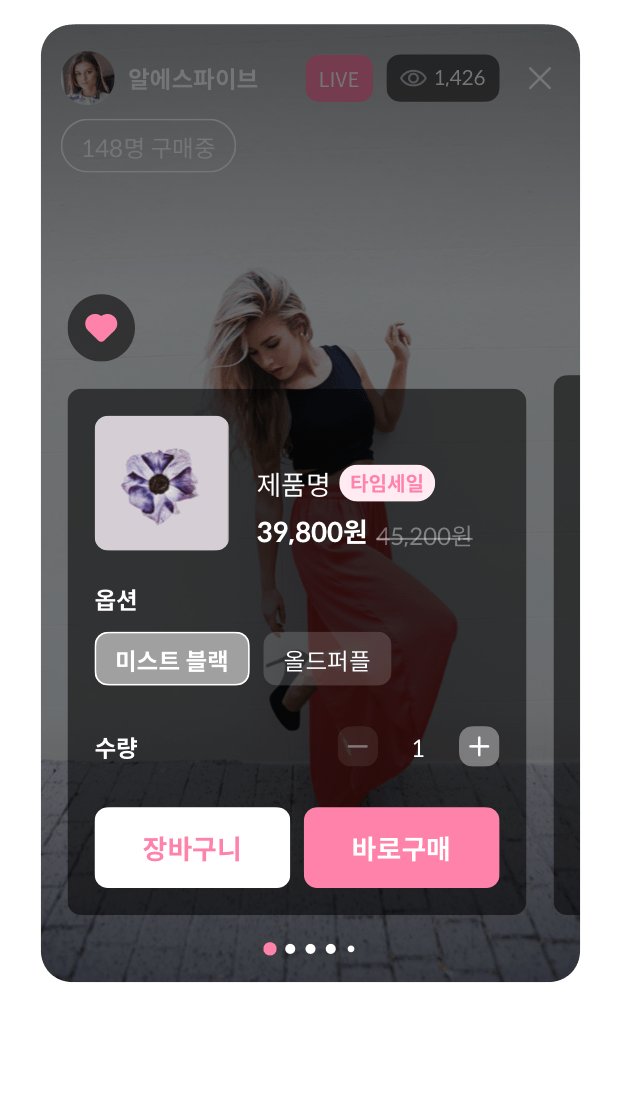 알에스파이브 LIVE 1,426
148명 구매중
제품명 타임세일
39,800원 45,200원
옵션
미스트 블랙 올드퍼플
수량 1
장바구니 바로구매